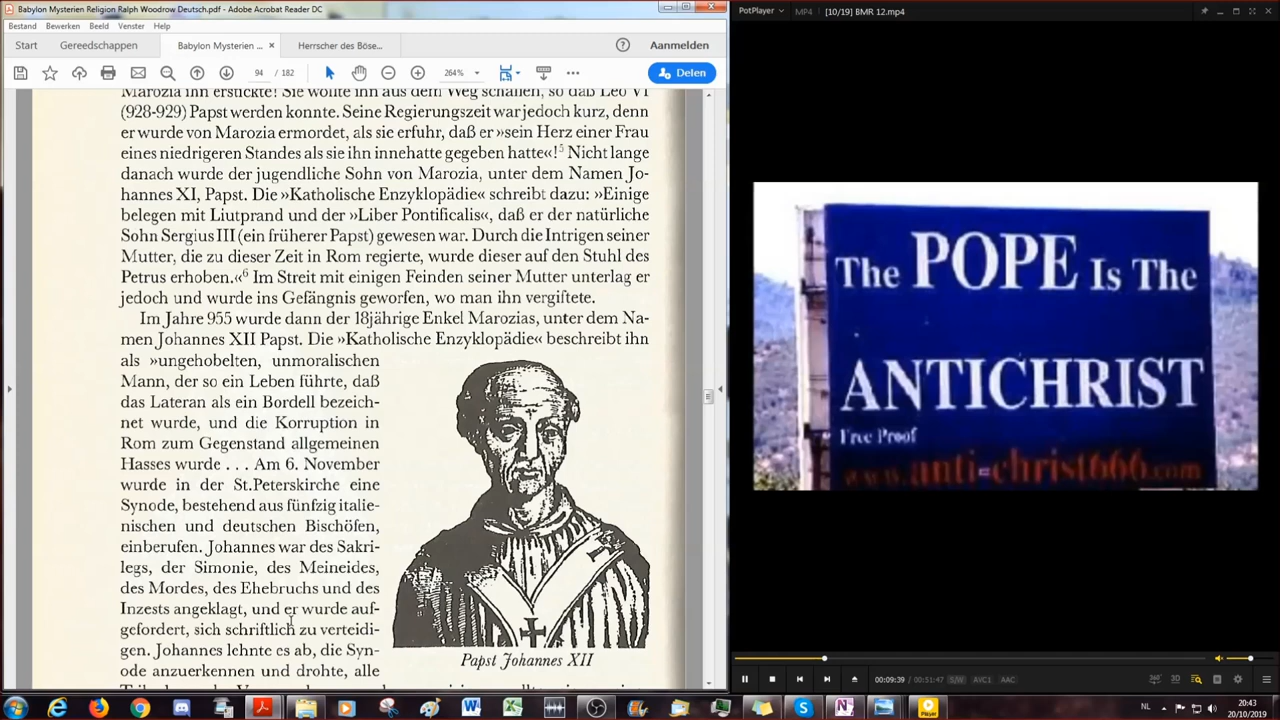 Babylon Mysterien Religion Ralph Woodrow Deutsch.pdf - Adobe Acrobat Reader DC
Bestand Bewerken Beeld Venster Help
Start Gereedschappen Babylon Mysterien ... × Herrscher des Böse... Aanmelden
94 / 182 264% Delen
Marozia ihn erstickte! Sie wollte ihn aus dem Weg schaffen, so daß Leo VI
(928-929) Papst werden konnte. Seine Regierungszeit war jedoch kurz, denn
er wurde von Marozia ermordet, als sie erfuhr, daß er »sein Herz einer Frau
eines niedrigeren Standes als sie ihn innehatte gegeben hatte«!⁵ Nicht lange
danach wurde der jugendliche Sohn von Marozia, unter dem Namen Jo-
hannes XI, Papst. Die »Katholische Enzyklopädie« schreibt dazu: »Einige
belegen mit Liutprand und der »Liber Pontificalis«, daß er der natürliche
Sohn Sergius III (ein früherer Papst) gewesen war. Durch die Intrigen seiner
Mutter, die zu dieser Zeit in Rom regierte, wurde dieser auf den Stuhl des
Petrus erhoben.«⁶ Im Streit mit einigen Feinden seiner Mutter unterlag er
jedoch und wurde ins Gefängnis geworfen, wo man ihn vergiftete.
Im Jahre 955 wurde dann der 18jährige Enkel Marozias, unter dem Na-
men Johannes XII Papst. Die »Katholische Enzyklopädie« beschreibt ihn
als »ungehobelten, unmoralischen
Mann, der so ein Leben führte, daß
das Lateran als ein Bordell bezeich-
net wurde, und die Korruption in
Rom zum Gegenstand allgemeinen
Hasses wurde . . . Am 6. November
wurde in der St.Peterskirche eine
Synode, bestehend aus fünfzig italie-
nischen und deutschen Bischöfen,
einberufen. Johannes war des Sakri-
legs, der Simonie, des Meineides,
des Mordes, des Ehebruchs und des
Inzests angeklagt, und er wurde auf-
gefordert, sich schriftlich zu verteidi-
gen. Johannes lehnte es ab, die Syn-
ode anzuerkennen und drohte, alle
Papst Johannes XII
PotPlayer MP4 [10/19] BMR 12.mp4
The POPE Is The
ANTICHRIST
Free Proof
www.anti-christ666.com
00:09:39 / 00:51:47 S/W AVC1 AAC
360° 3D
NL 20:43
20/10/2019